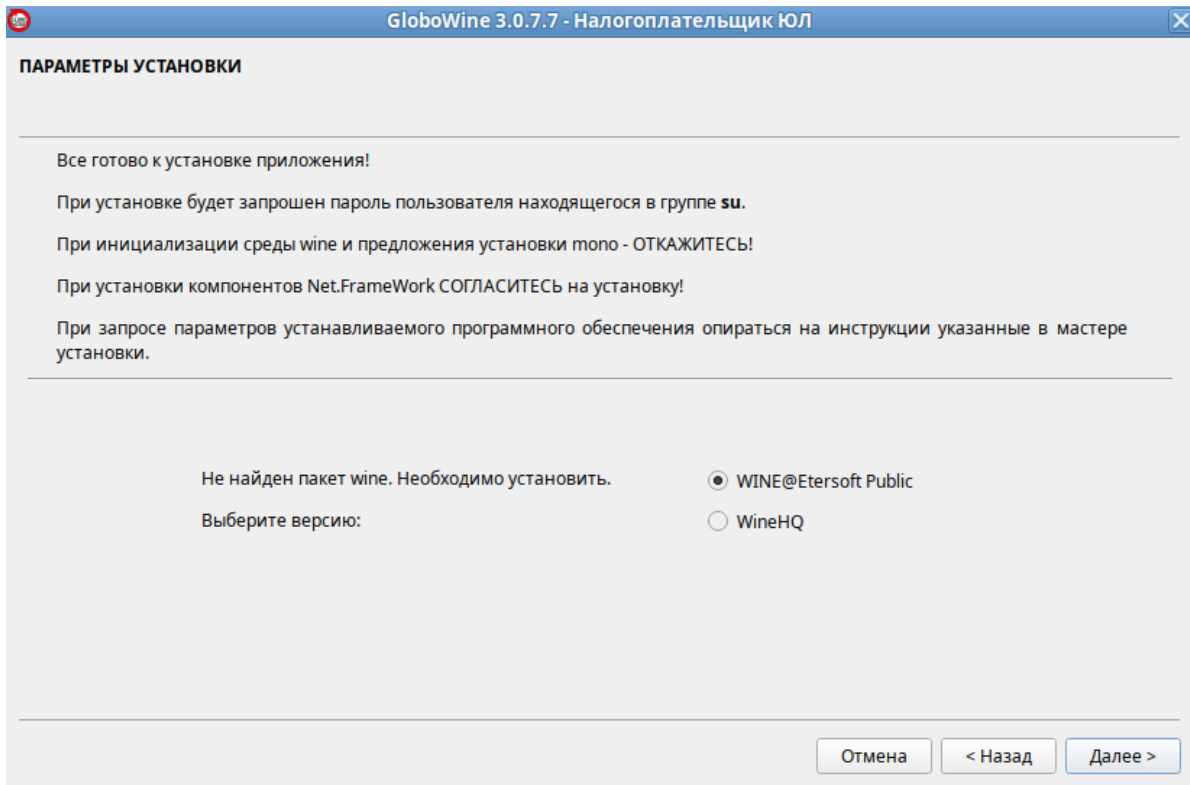 GloboWine 3.0.7.7 - Налогоплательщик ЮЛ
ПАРАМЕТРЫ УСТАНОВКИ
Все готово к установке приложения!
При установке будет запрошен пароль пользователя находящегося в группе su.
При инициализации среды wine и предложения установки mono - ОТКАЖИТЕСЬ!
При установки компонентов Net.FrameWork СОГЛАСИТЕСЬ на установку!
При запросе параметров устанавливаемого программного обеспечения опираться на инструкции указанные в мастере
установки.
Не найден пакет wine. Необходимо установить.
WINE@Etersoft Public
Выберите версию:
WineHQ
Отмена
< Назад
Далее >